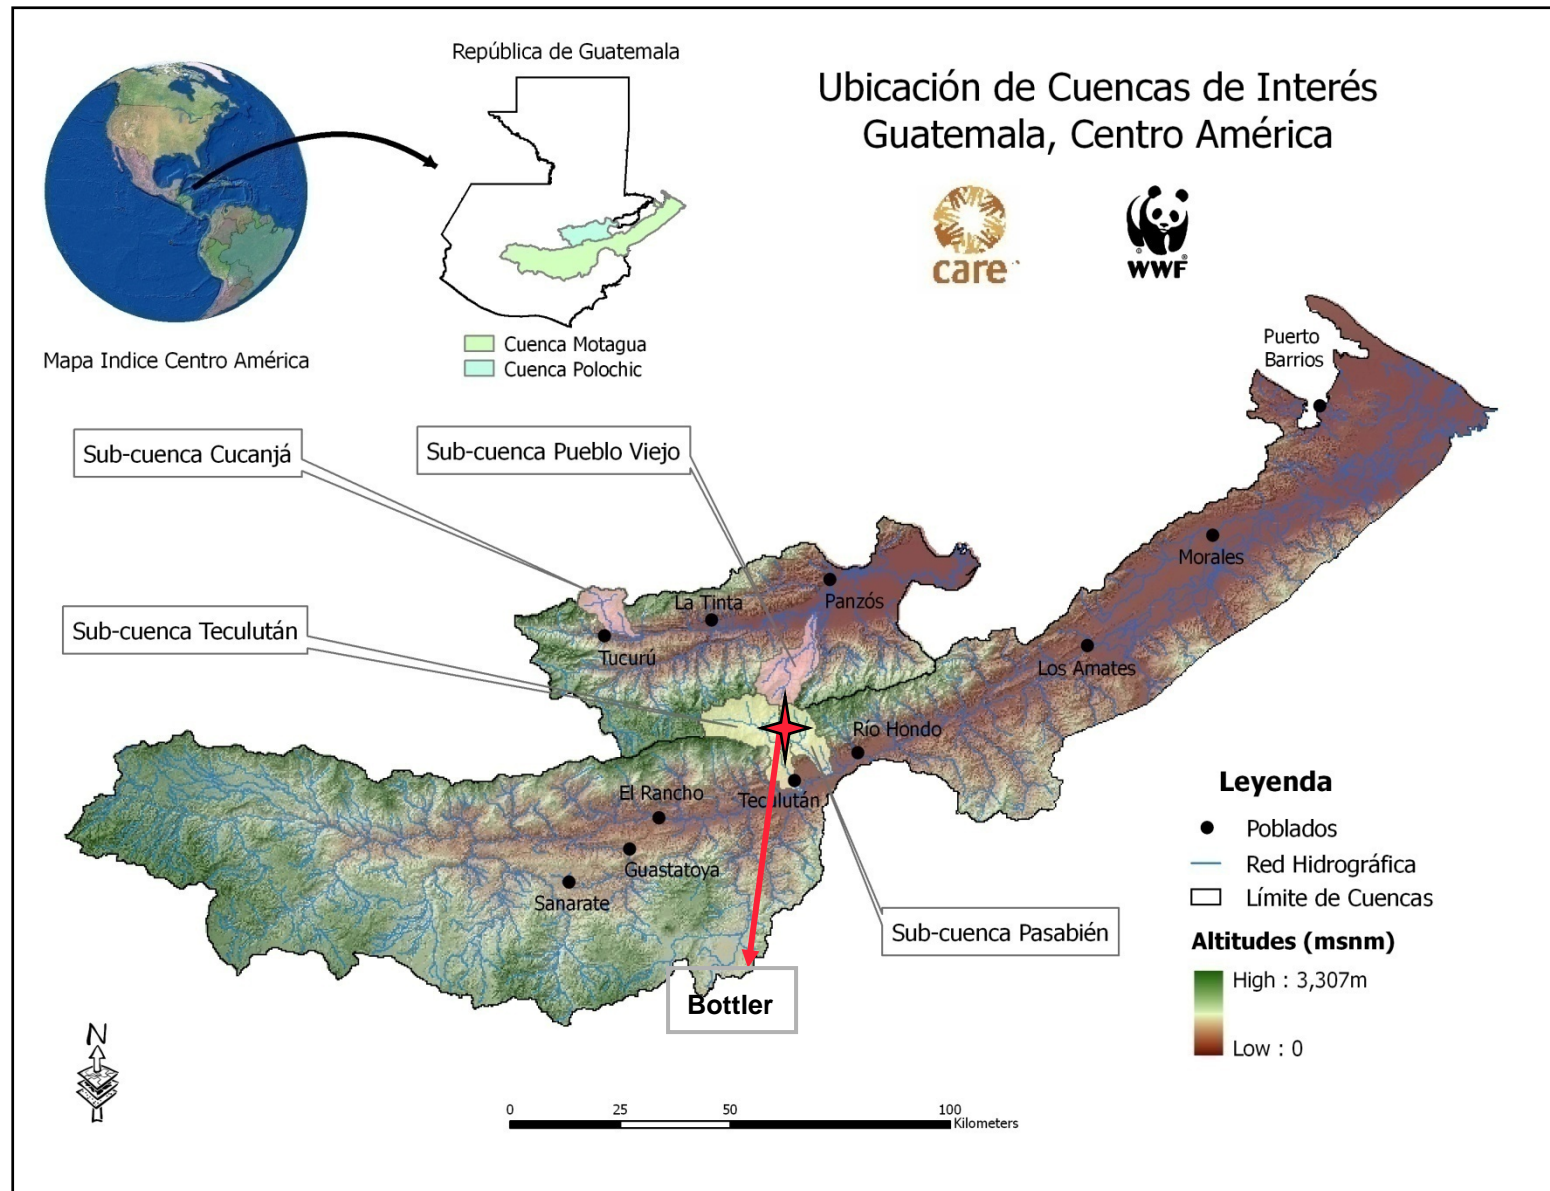 República de Guatemala
Ubicación de Cuencas de Interés
Guatemala, Centro América
care
WWF
Mapa Indice Centro América
Cuenca Motagua
Cuenca Polochic
Puerto
Barrios
Sub-cuenca Cucanjá
Sub-cuenca Pueblo Viejo
Morales
Panzós
La Tinta
Sub-cuenca Teculután
Tucurú
Los Amates
Río Hondo
El Rancho
Teculután
Guastatoya
Sanarate
Sub-cuenca Pasabién
Bottler
Leyenda
Poblados
Red Hidrográfica
Límite de Cuencas
Altitudes (msnm)
High : 3,307m
Low : 0
N
0 25 50 100
Kilometers